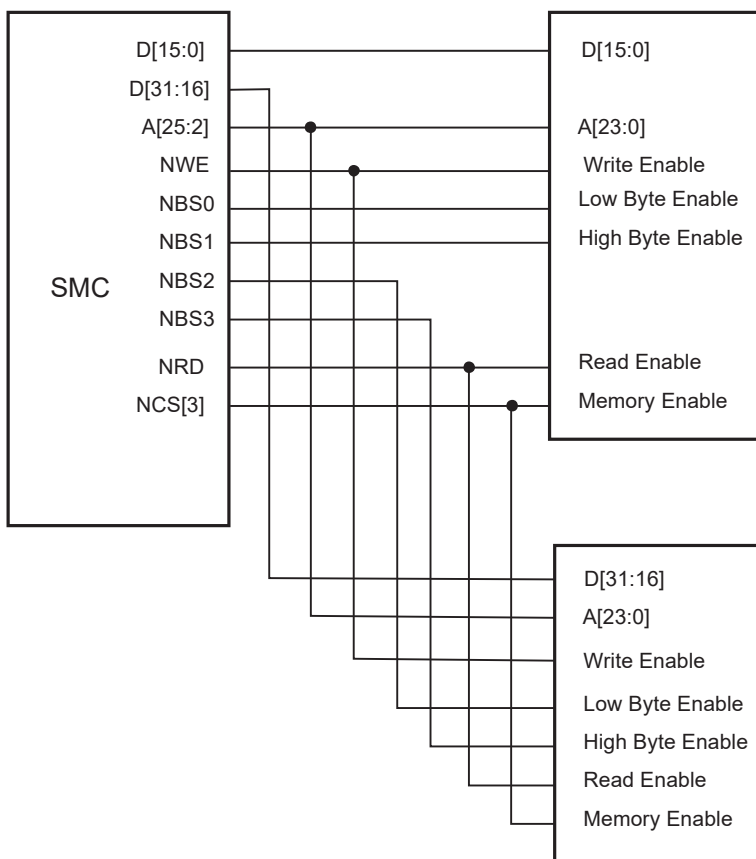 D[15:0]
D[31:16]
A[25:2]
NWE
NBS0
NBS1
NBS2
NBS3
NRD
NCS[3]
SMC
D[15:0]
A[23:0]
Write Enable
Low Byte Enable
High Byte Enable
Read Enable
Memory Enable
D[31:16]
A[23:0]
Write Enable
Low Byte Enable
High Byte Enable
Read Enable
Memory Enable